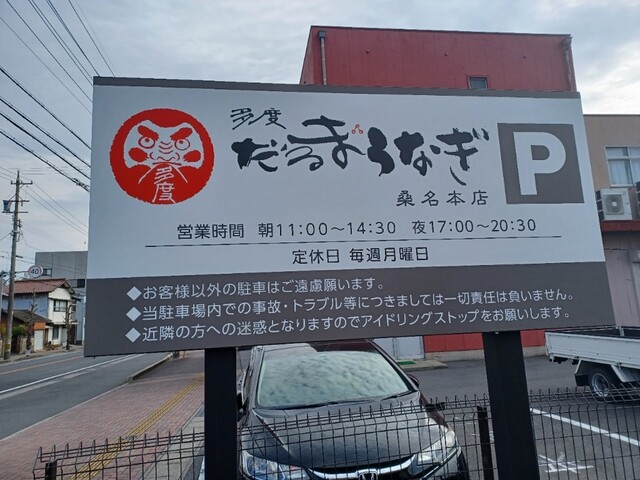 多度
多度
だるまうなぎ
P
桑名本店
営業時間 朝11:00～14:30 夜17:00～20:30
定休日 毎週月曜日
◆お客様以外の駐車はご遠慮願います。
◆当駐車場内での事故・トラブル等につきましては一切責任は負いません。
◆近隣の方への迷惑となりますのでアイドリングストップをお願いします。
40